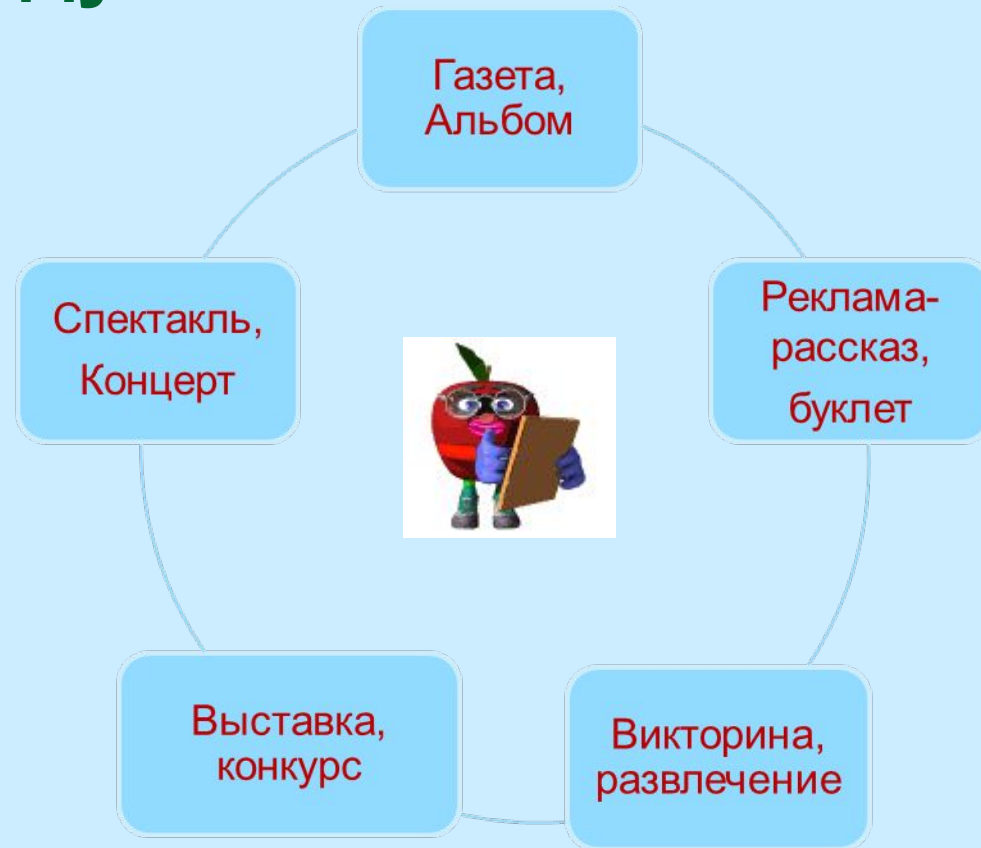 Газета,
Альбом
Реклама-
рассказ,
буклет
Викторина,
развлечение
Выставка,
конкурс
Спектакль,
Концерт